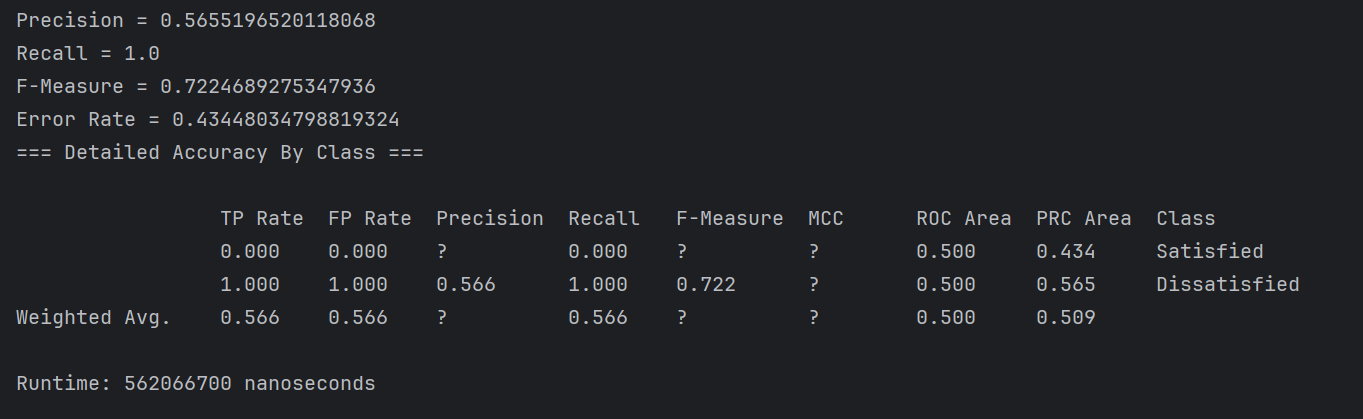 Precision = 0.5655196520118068
Recall = 1.0
F-Measure = 0.7224689275347936
Error Rate = 0.43448034798819324
=== Detailed Accuracy By Class ===
TP Rate  FP Rate  Precision  Recall   F-Measure  MCC      ROC Area  PRC Area  Class
0.000    0.000    ?          0.000    ?          ?        0.500     0.434     Satisfied
1.000    1.000    0.566      1.000    0.722      ?        0.500     0.565     Dissatisfied
Weighted Avg.    0.566    0.566    ?          0.566    ?          ?        0.500     0.509
Runtime: 562066700 nanoseconds